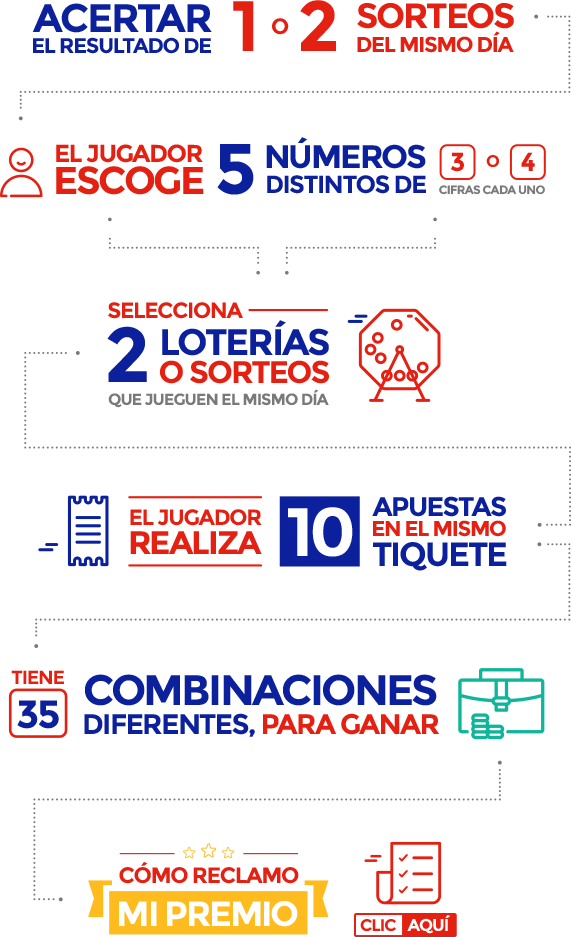 ACERTAR
EL RESULTADO DE
1 o 2
SORTEOS
DEL MISMO DÍA
EL JUGADOR
ESCOGE
5
NÚMEROS
DISTINTOS DE
3 o 4
CIFRAS CADA UNO
SELECCIONA
2 LOTERÍAS
O SORTEOS
QUE JUEGUEN EL MISMO DÍA
EL JUGADOR
REALIZA
10
APUESTAS
EN EL MISMO
TIQUETE
TIENE
35
COMBINACIONES
DIFERENTES, PARA GANAR
CÓMO RECLAMO
MI PREMIO
CLIC AQUÍ